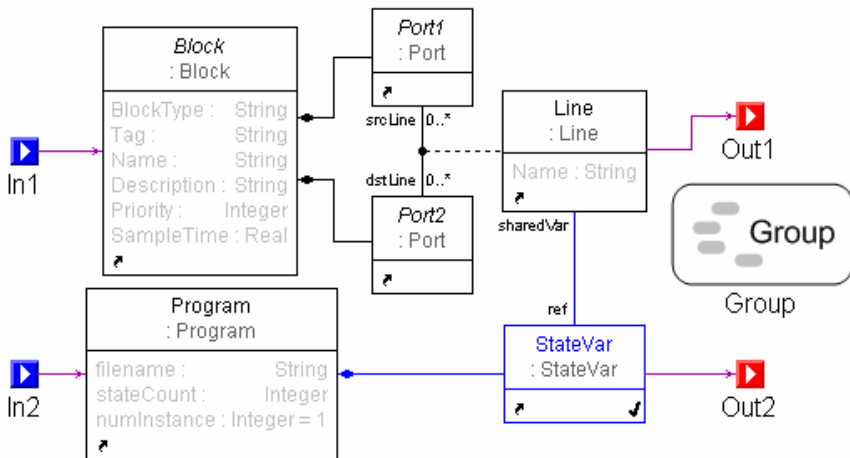 Block
: Block
BlockType : String
Tag : String
Name : String
Description : String
Priority : Integer
SampleTime : Real
Port1
: Port
srcLine 0..*
dstLine 0..*
Port2
: Port
Line
: Line
Name : String
sharedVar
ref
In1
Out1
Group
Group
Program
: Program
filename : String
stateCount : Integer
numInstance : Integer = 1
StateVar
: StateVar
In2
Out2